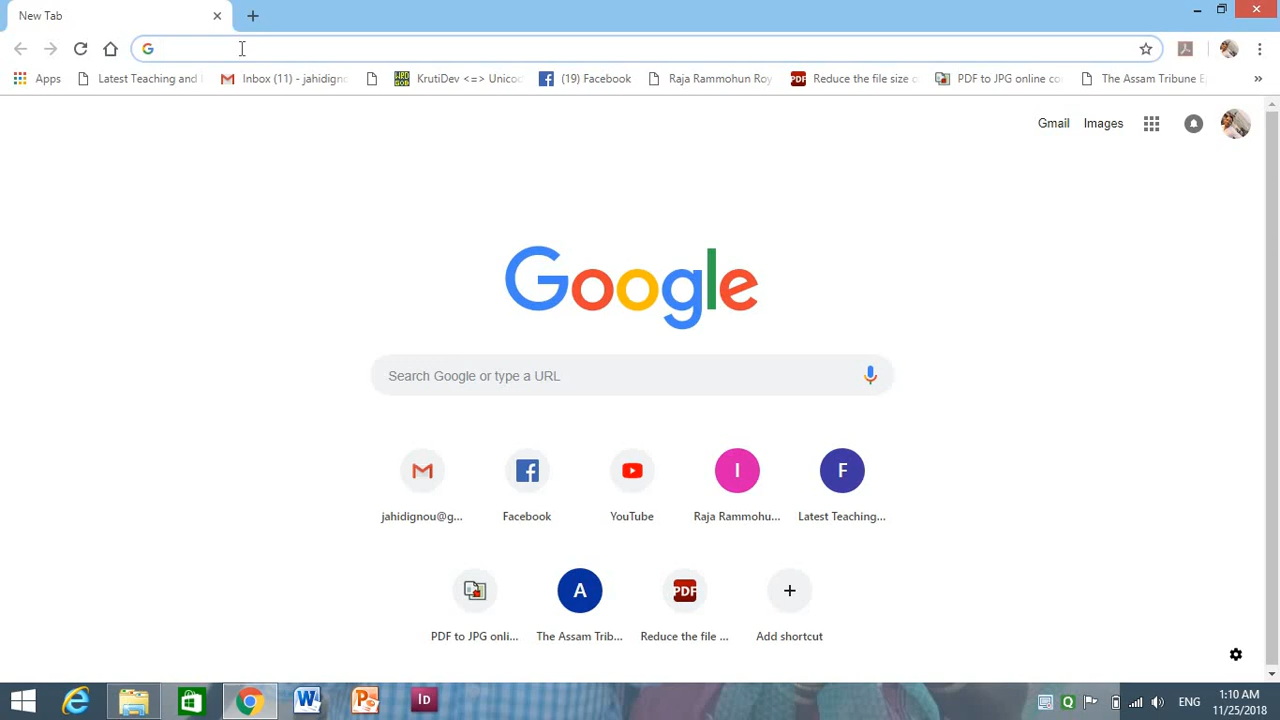 New Tab
Apps Latest Teaching and Inbox (11) - jahidigno KrutiDev <=> Unico (19) Facebook Raja Rammohun Roy Reduce the file size PDF to JPG online co The Assam Tribune E »
Gmail Images
Google
Search Google or type a URL
jahidignou@g... Facebook YouTube Raja Rammohu... Latest Teaching...
I F
PDF to JPG onli... The Assam Trib... Reduce the file ... Add shortcut
A PDF
ENG 1:10 AM
11/25/2018